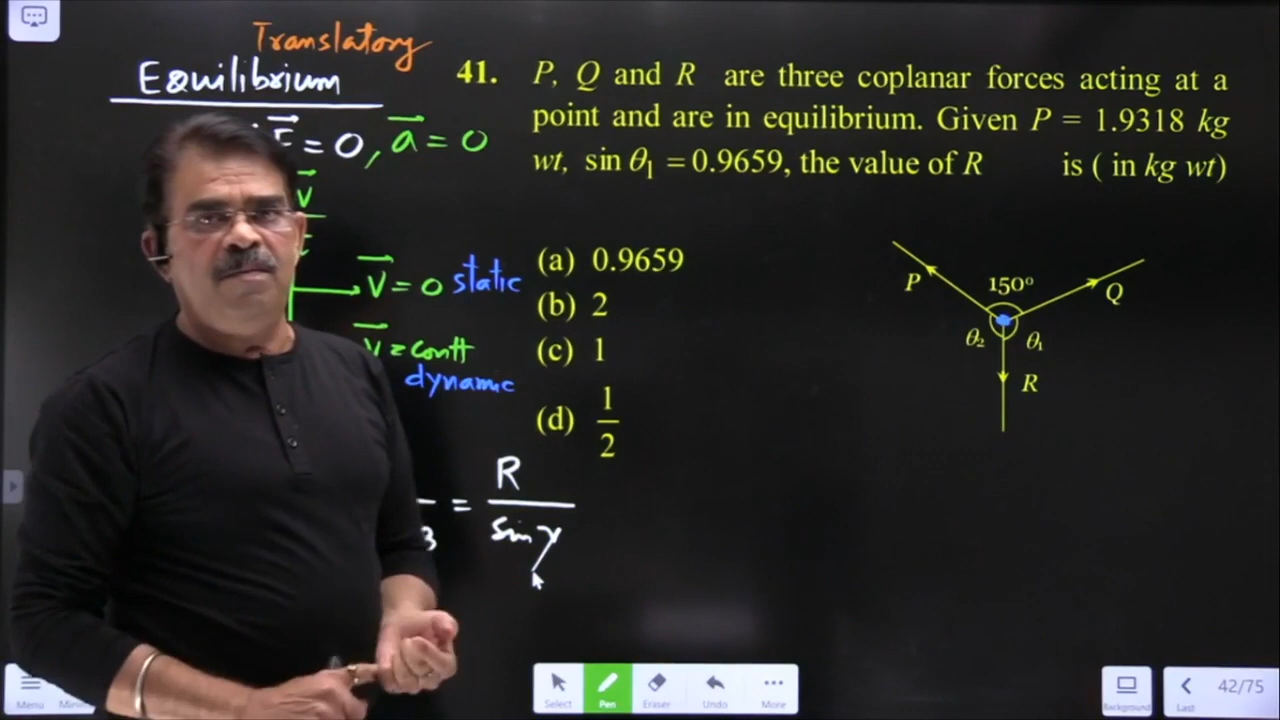 Translatory
Equilibrium
F = 0, a = 0
V
V = 0 static
V = contt
dynamic
= R
sin γ
41. P, Q and R are three coplanar forces acting at a
point and are in equilibrium. Given P = 1.9318 kg
wt, sin θ₁ = 0.9659, the value of R is ( in kg wt)
(a) 0.9659
(b) 2
(c) 1
(d) 1/2
P
150°
Q
θ₂
θ₁
R
Menu
Select
Pen
Eraser
Undo
More
Background
Last
42/75